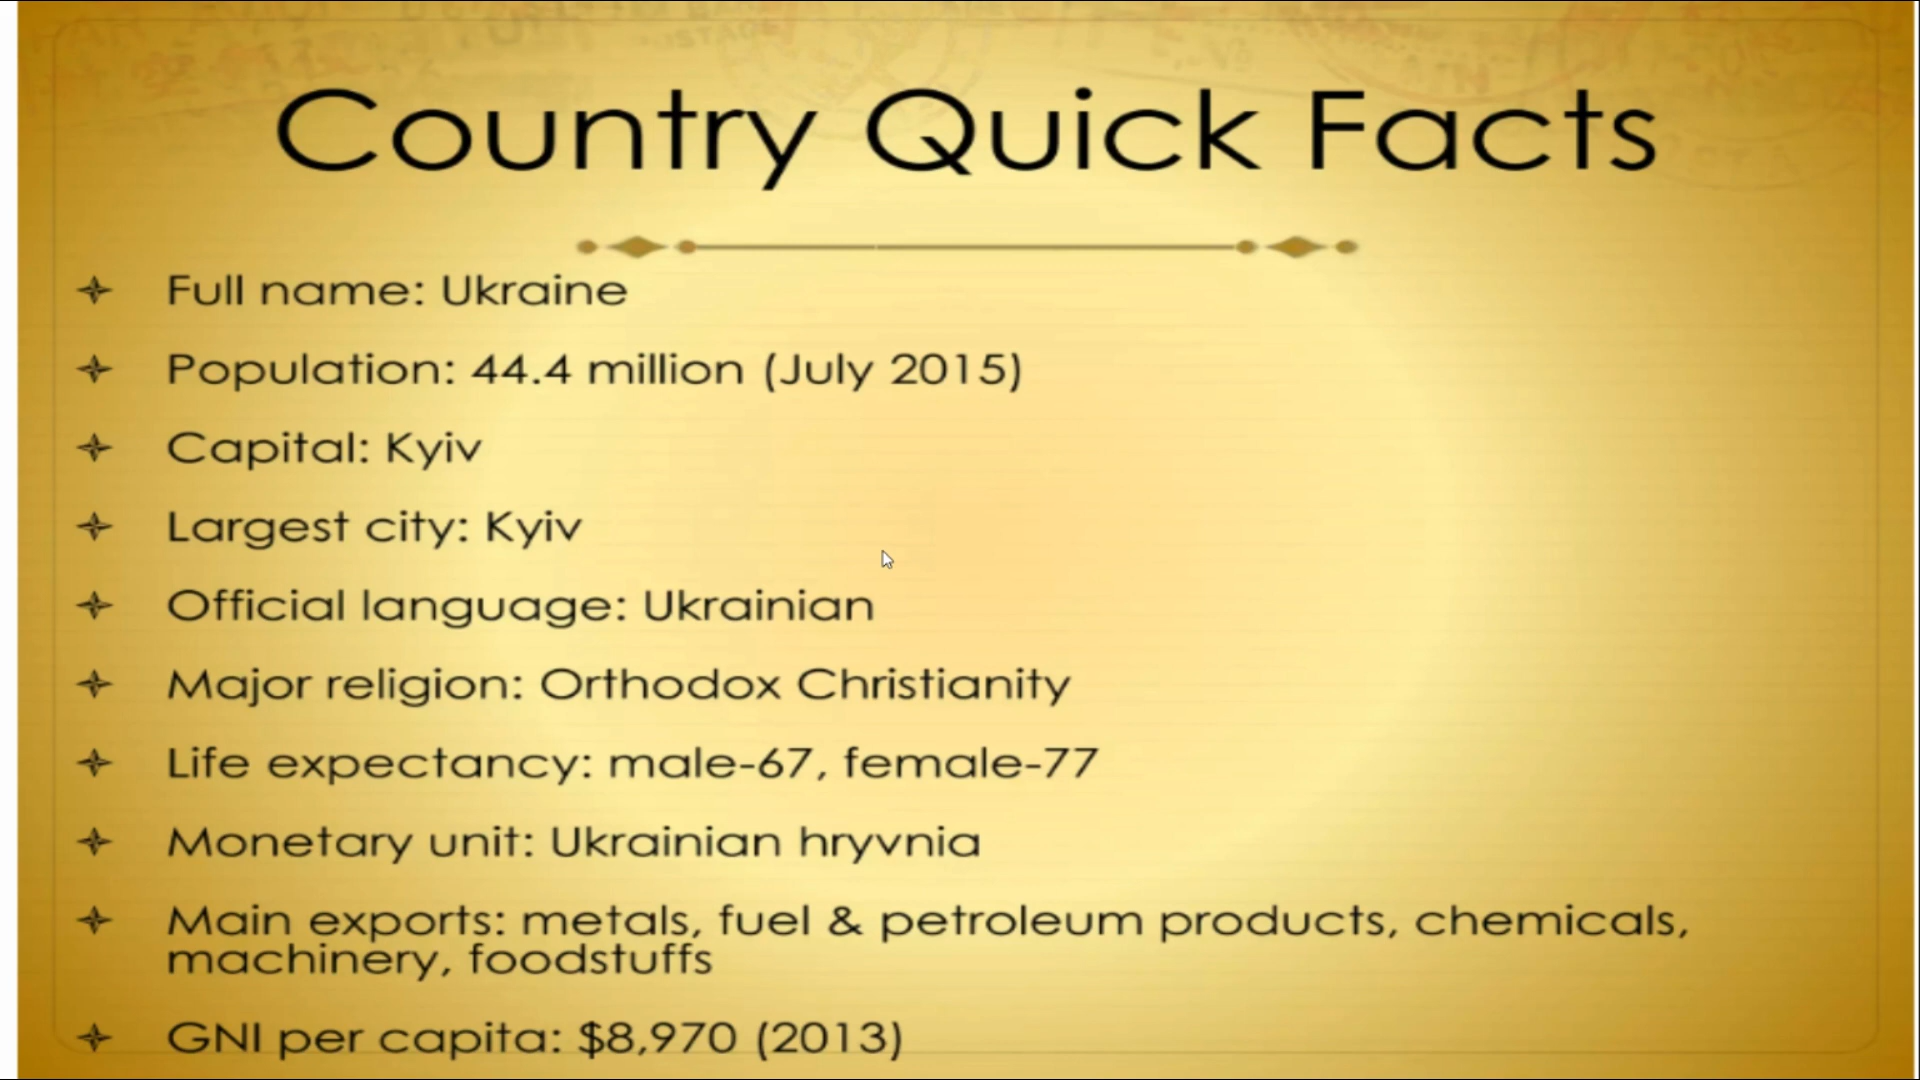 Country Quick Facts
Full name: Ukraine
Population: 44.4 million (July 2015)
Capital: Kyiv
Largest city: Kyiv
Official language: Ukrainian
Major religion: Orthodox Christianity
Life expectancy: male-67, female-77
Monetary unit: Ukrainian hryvnia
Main exports: metals, fuel & petroleum products, chemicals,
machinery, foodstuffs
GNI per capita: $8,970 (2013)